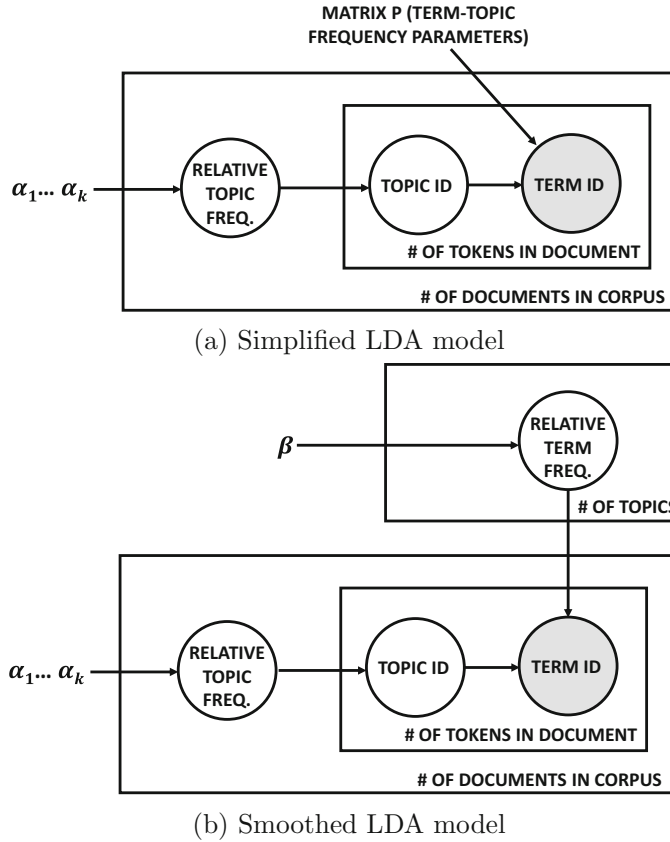 MATRIX P (TERM-TOPIC
FREQUENCY PARAMETERS)
α₁... αₖ
RELATIVE
TOPIC
FREQ.
TOPIC ID
TERM ID
# OF TOKENS IN DOCUMENT
# OF DOCUMENTS IN CORPUS
(a) Simplified LDA model
β
RELATIVE
TERM
FREQ.
# OF TOPICS
α₁... αₖ
RELATIVE
TOPIC
FREQ.
TOPIC ID
TERM ID
# OF TOKENS IN DOCUMENT
# OF DOCUMENTS IN CORPUS
(b) Smoothed LDA model